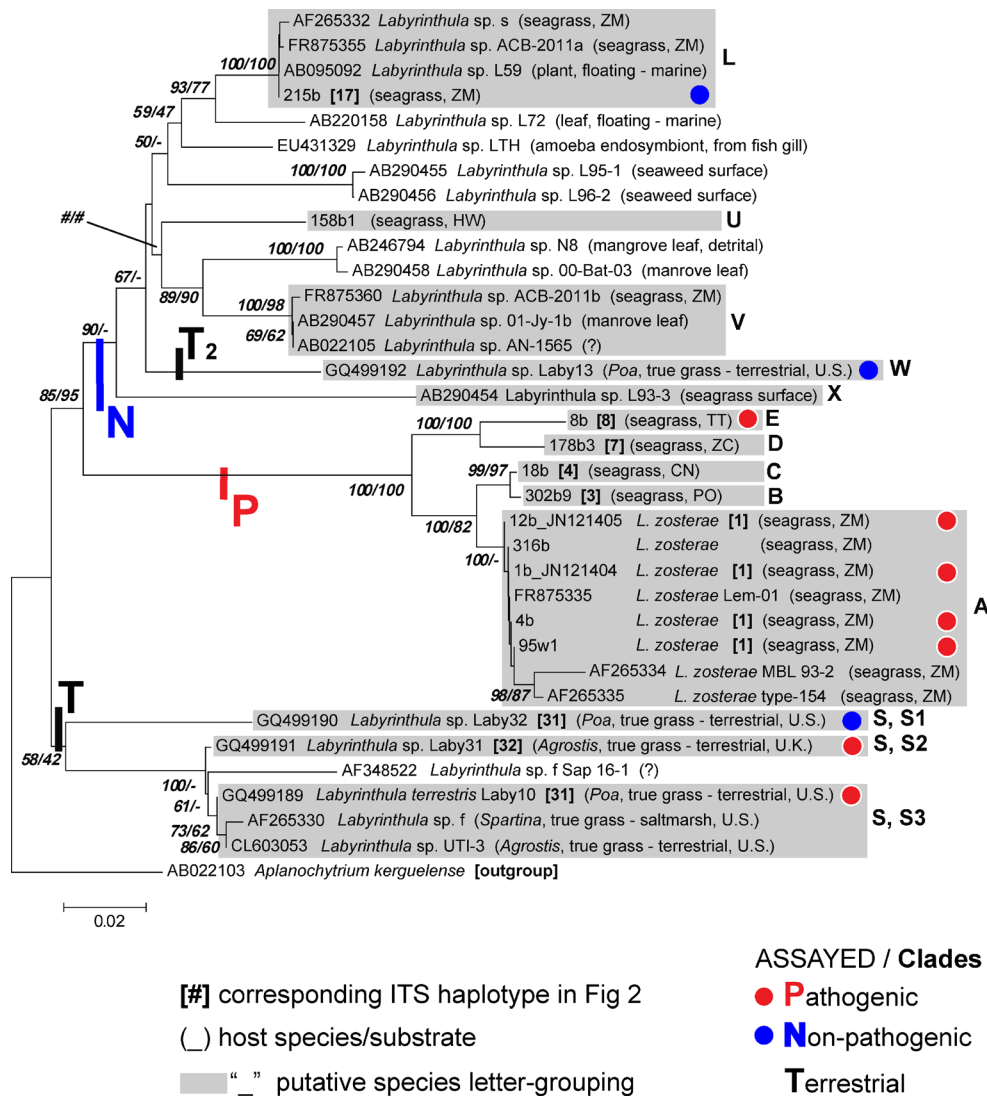 AF265332 Labyrinthula sp. s (seagrass, ZM)
FR875355 Labyrinthula sp. ACB-2011a (seagrass, ZM)
L
100/100
AB095092 Labyrinthula sp. L59 (plant, floating - marine)
93/77
215b [17] (seagrass, ZM)
59/47
AB220158 Labyrinthula sp. L72 (leaf, floating - marine)
50/-
EU431329 Labyrinthula sp. LTH (amoeba endosymbiont, from fish gill)
100/100
AB290455 Labyrinthula sp. L95-1 (seaweed surface)
AB290456 Labyrinthula sp. L96-2 (seaweed surface)
#/#
158b1 (seagrass, HW)
U
100/100
AB246794 Labyrinthula sp. N8 (mangrove leaf, detrital)
67/-
AB290458 Labyrinthula sp. 00-Bat-03 (manrove leaf)
89/90
FR875360 Labyrinthula sp. ACB-2011b (seagrass, ZM)
100/98
AB290457 Labyrinthula sp. 01-Jy-1b (manrove leaf)
V
90/-
69/62
AB022105 Labyrinthula sp. AN-1565 (?)
T2
GQ499192 Labyrinthula sp. Laby13 (Poa, true grass - terrestrial, U.S.)
W
85/95
AB290454 Labyrinthula sp. L93-3 (seagrass surface)
X
N
100/100
8b [8] (seagrass, TT)
E
178b3 [7] (seagrass, ZC)
D
99/97
18b [4] (seagrass, CN)
C
100/100
P
302b9 [3] (seagrass, PO)
B
100/82
12b_JN121405 L. zosterae [1] (seagrass, ZM)
316b L. zosterae (seagrass, ZM)
100/-
1b_JN121404 L. zosterae [1] (seagrass, ZM)
FR875335 L. zosterae Lem-01 (seagrass, ZM)
A
4b L. zosterae [1] (seagrass, ZM)
95w1 L. zosterae [1] (seagrass, ZM)
AF265334 L. zosterae MBL 93-2 (seagrass, ZM)
98/87
AF265335 L. zosterae type-154 (seagrass, ZM)
T
GQ499190 Labyrinthula sp. Laby32 [31] (Poa, true grass - terrestrial, U.S.)
S, S1
GQ499191 Labyrinthula sp. Laby31 [32] (Agrostis, true grass - terrestrial, U.K.)
S, S2
58/42
AF348522 Labyrinthula sp. f Sap 16-1 (?)
100/-
GQ499189 Labyrinthula terrestris Laby10 [31] (Poa, true grass - terrestrial, U.S.)
61/-
AF265330 Labyrinthula sp. f (Spartina, true grass - saltmarsh, U.S.)
S, S3
73/62
86/60
CL603053 Labyrinthula sp. UTI-3 (Agrostis, true grass - terrestrial, U.S.)
AB022103 Aplanochytrium kerguelense [outgroup]
0.02
[#] corresponding ITS haplotype in Fig 2
(_) host species/substrate
"_" putative species letter-grouping
ASSAYED / Clades
Pathogenic
Non-pathogenic
Terrestrial